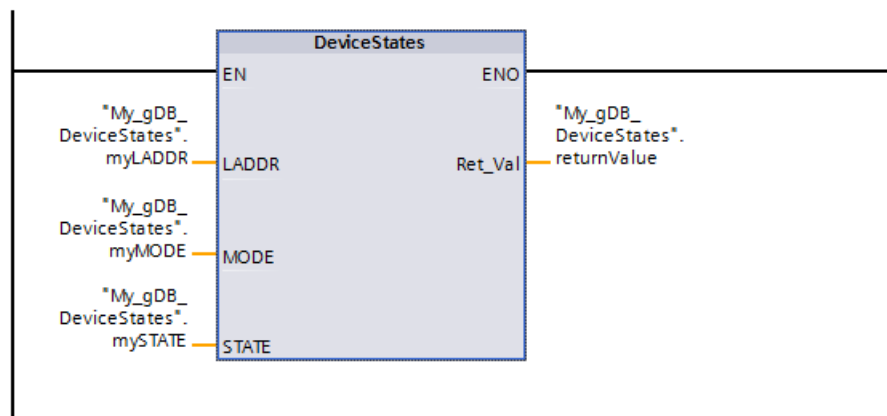 DeviceStates
EN
ENO
"My_gDB_
DeviceStates".
myLADDR
LADDR
Ret_Val
"My_gDB_
DeviceStates".
returnValue
"My_gDB_
DeviceStates".
myMODE
MODE
"My_gDB_
DeviceStates".
mySTATE
STATE